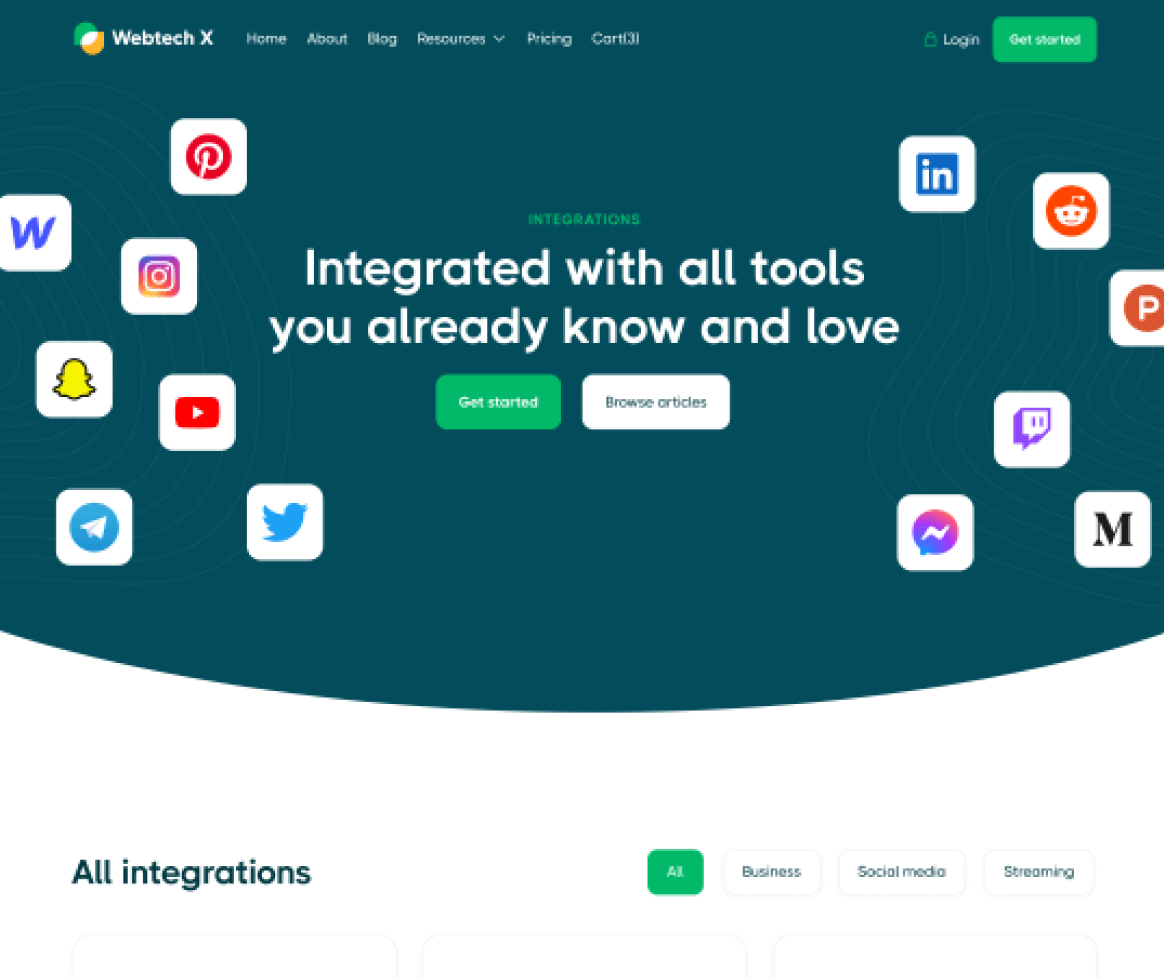 Webtech X
Home About Blog Resources Pricing Cart(3)
Login
Get started
in
W
P
INTEGRATIONS
Integrated with all tools
you already know and love
Get started
Browse articles
M
All integrations
All
Business
Social media
Streaming